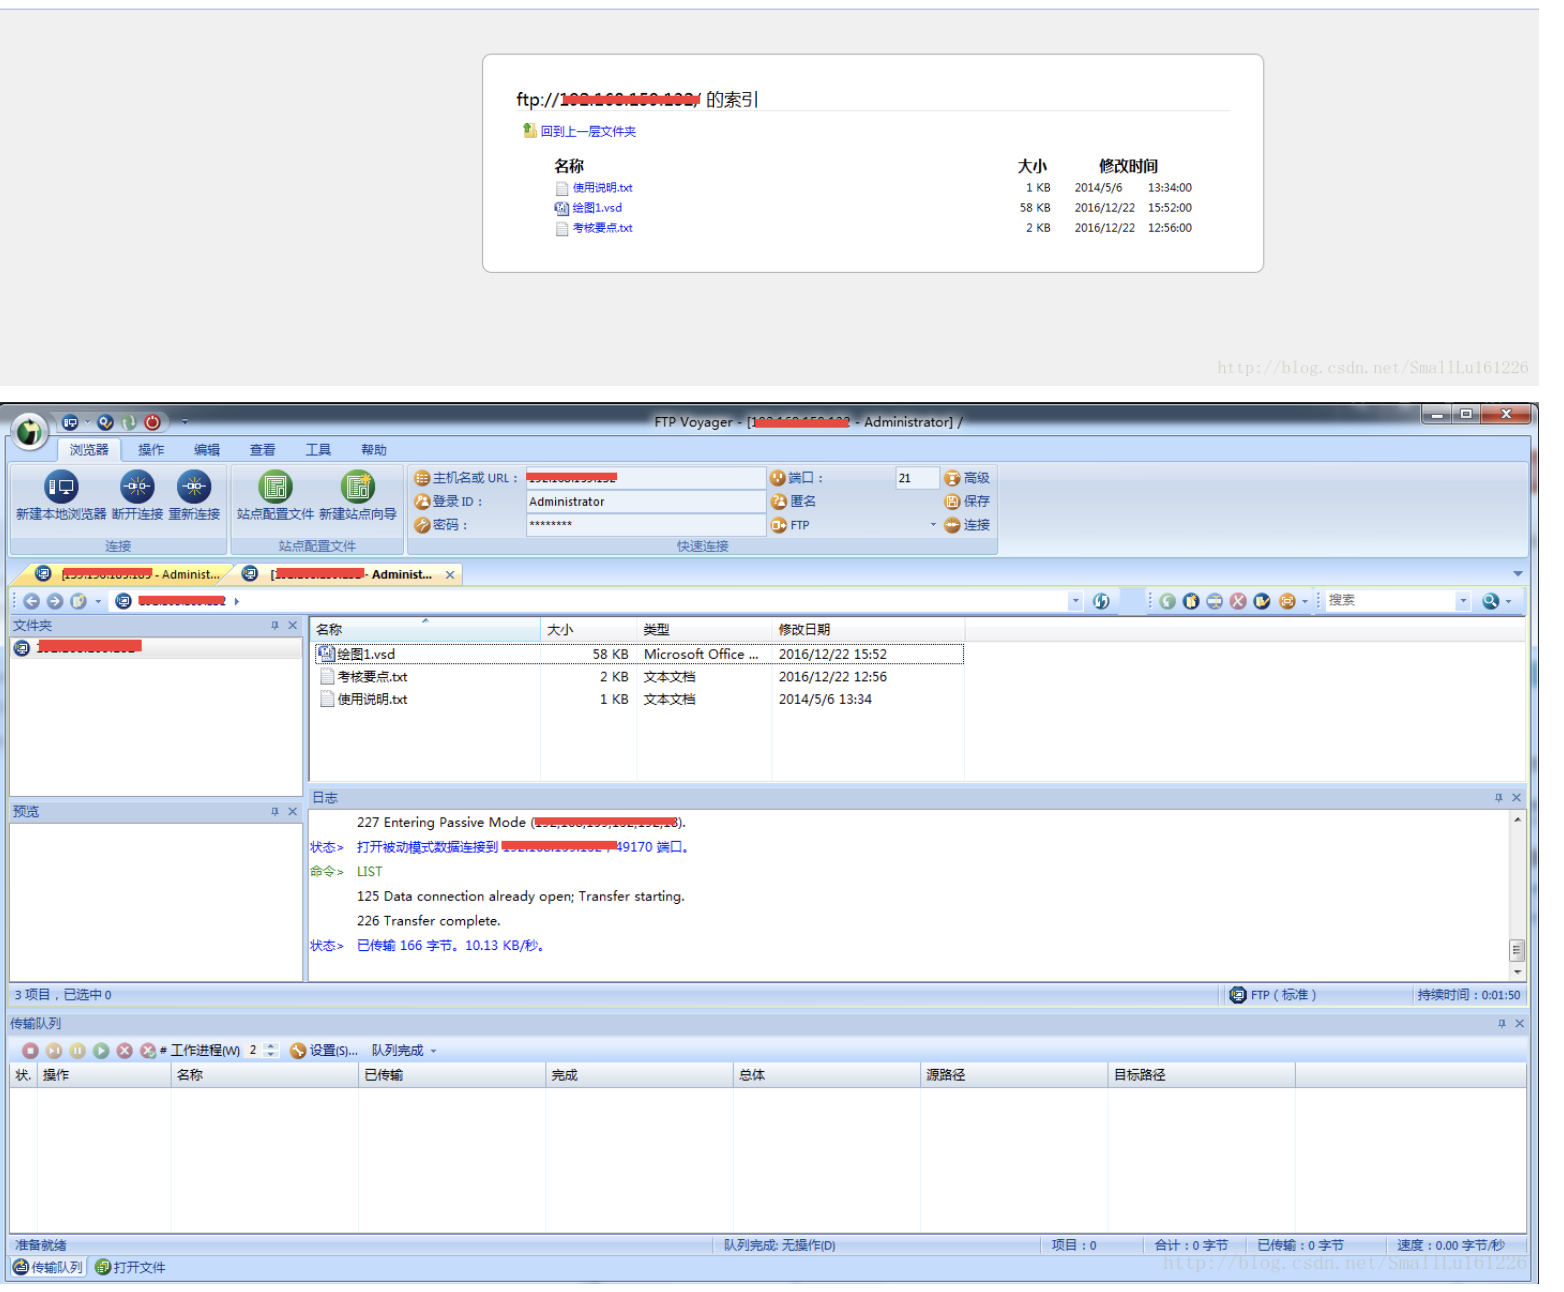 ftp:// / 的索引
回到上一层文件夹
名称 大小 修改时间
使用说明.txt 1 KB 2014/5/6 13:34:00
绘图1.vsd 58 KB 2016/12/22 15:52:00
考核要点.txt 2 KB 2016/12/22 12:56:00
http://blog.csdn.net/SmallLu161226
FTP Voyager - [ - Administrator] /
浏览器 操作 编辑 查看 工具 帮助
主机名或 URL： 端口： 21 高级
登录 ID： Administrator 匿名 保存
密码： ******** FTP 连接
新建本地浏览器 断开连接 重新连接 站点配置文件 新建站点向导
连接 站点配置文件 快速连接
[ - Administ... [ - Administ...
搜索
文件夹
名称 大小 类型 修改日期
绘图1.vsd 58 KB Microsoft Office ... 2016/12/22 15:52
考核要点.txt 2 KB 文本文档 2016/12/22 12:56
使用说明.txt 1 KB 文本文档 2014/5/6 13:34
日志
预览
227 Entering Passive Mode ( ).
状态> 打开被动模式数据连接到 49170 端口。
命令> LIST
125 Data connection already open; Transfer starting.
226 Transfer complete.
状态> 已传输 166 字节。10.13 KB/秒。
3 项目，已选中 0 FTP（标准） 持续时间：0:01:50
传输队列
# 工作进程(W) 2 设置(S)... 队列完成
状. 操作 名称 已传输 完成 总体 源路径 目标路径
准备就绪 队列完成: 无操作(D) 项目：0 合计：0 字节 已传输：0 字节 速度：0.00 字节/秒
传输队列 打开文件
http://blog.csdn.net/SmallLu161226